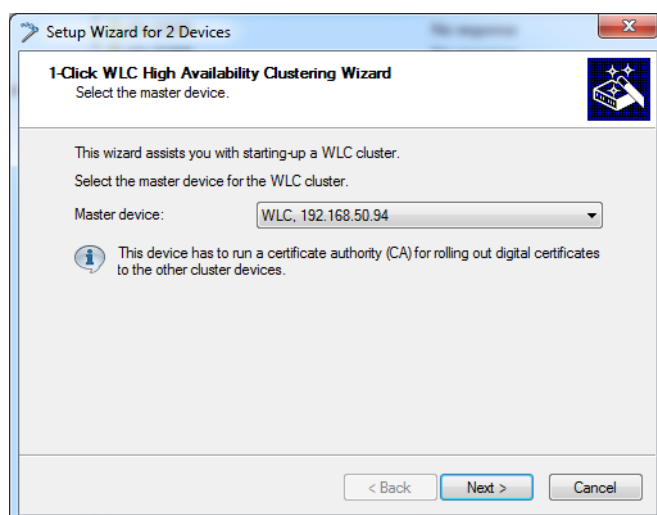 Setup Wizard for 2 Devices
1-Click WLC High Availability Clustering Wizard
Select the master device.
This wizard assists you with starting-up a WLC cluster.
Select the master device for the WLC cluster.
Master device: WLC, 192.168.50.94
This device has to run a certificate authority (CA) for rolling out digital certificates
to the other cluster devices.
< Back Next > Cancel